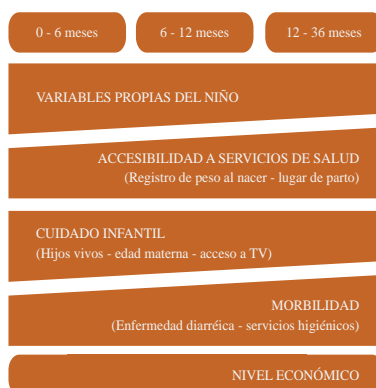 0 - 6 meses
6 - 12 meses
12 - 36 meses
VARIABLES PROPIAS DEL NIÑO
ACCESIBILIDAD A SERVICIOS DE SALUD
(Registro de peso al nacer - lugar de parto)
CUIDADO INFANTIL
(Hijos vivos - edad materna - acceso a TV)
MORBILIDAD
(Enfermedad diarréica - servicios higiénicos)
NIVEL ECONÓMICO